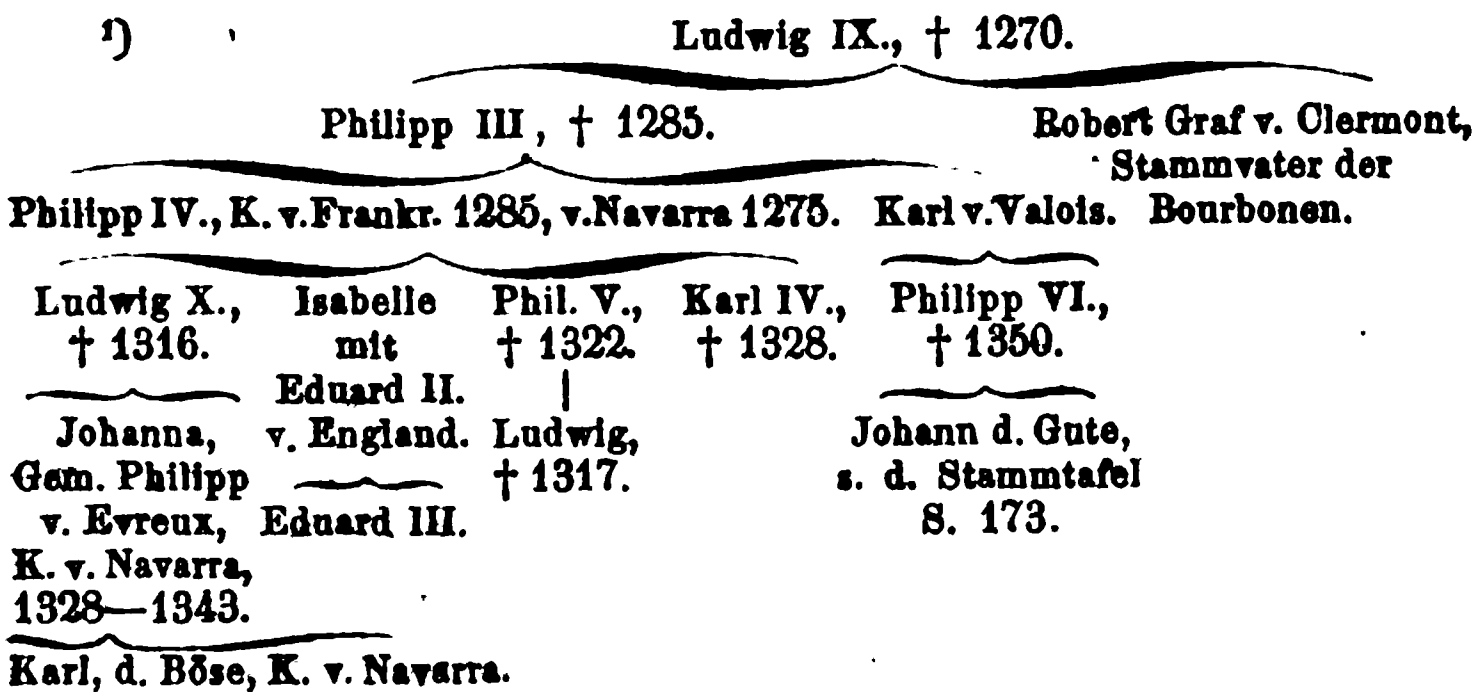 ¹) Ludwig IX., † 1270.
Philipp III, † 1285. Robert Graf v. Clermont,
Stammvater der
Philipp IV., K. v. Frankr. 1285, v. Navarra 1275. Karl v. Valois. Bourbonen.
Ludwig X., Isabelle Phil. V., Karl IV., Philipp VI.,
† 1316. mit † 1322. † 1328. † 1350.
Eduard II.
Johanna, v. England. Ludwig, Johann d. Gute,
Gem. Philipp † 1317. s. d. Stammtafel
v. Evreux, Eduard III. S. 173.
K. v. Navarra,
1328—1343.
Karl, d. Böse, K. v. Navarra.